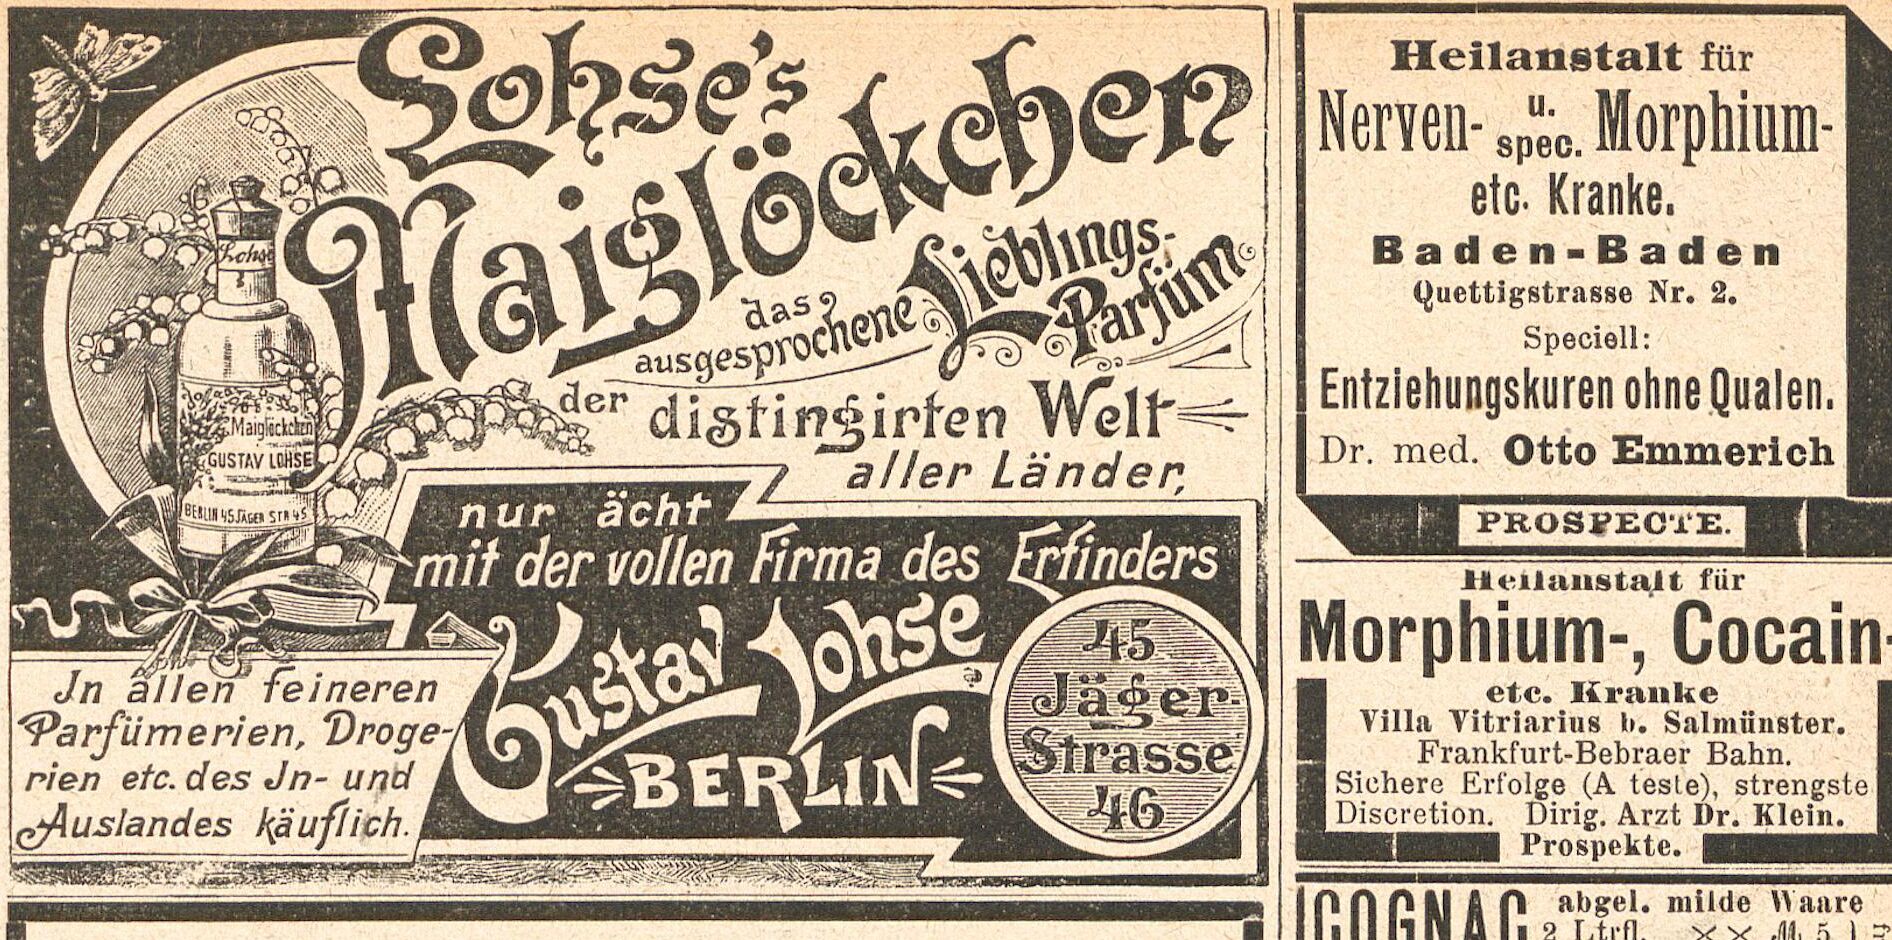 Lohse's
Maiglöckchen
das
ausgesprochene Lieblings-
Parfüm
der distingirten Welt
aller Länder,
nur ächt
mit der vollen Firma des Erfinders
Gustav Lohse
BERLIN
45
Jäger-
Strasse
46
Lohse
Maiglöckchen
GUSTAV LOHSE
BERLIN 45 JÄGER STR 45
Jn allen feineren
Parfümerien, Droge-
rien etc. des Jn- und
Auslandes käuflich.
Heilanstalt für
Nerven- u. spec. Morphium-
etc. Kranke.
Baden-Baden
Quettigstrasse Nr. 2.
Speciell:
Entziehungskuren ohne Qualen.
Dr. med. Otto Emmerich
PROSPECTE.
Heilanstalt für
Morphium-, Cocain-
etc. Kranke
Villa Vitriarius b. Salmünster.
Frankfurt-Bebraer Bahn.
Sichere Erfolge (A teste), strengste
Discretion. Dirig. Arzt Dr. Klein.
Prospekte.
COGNAC abgel. milde Waare
2 Ltrfl.